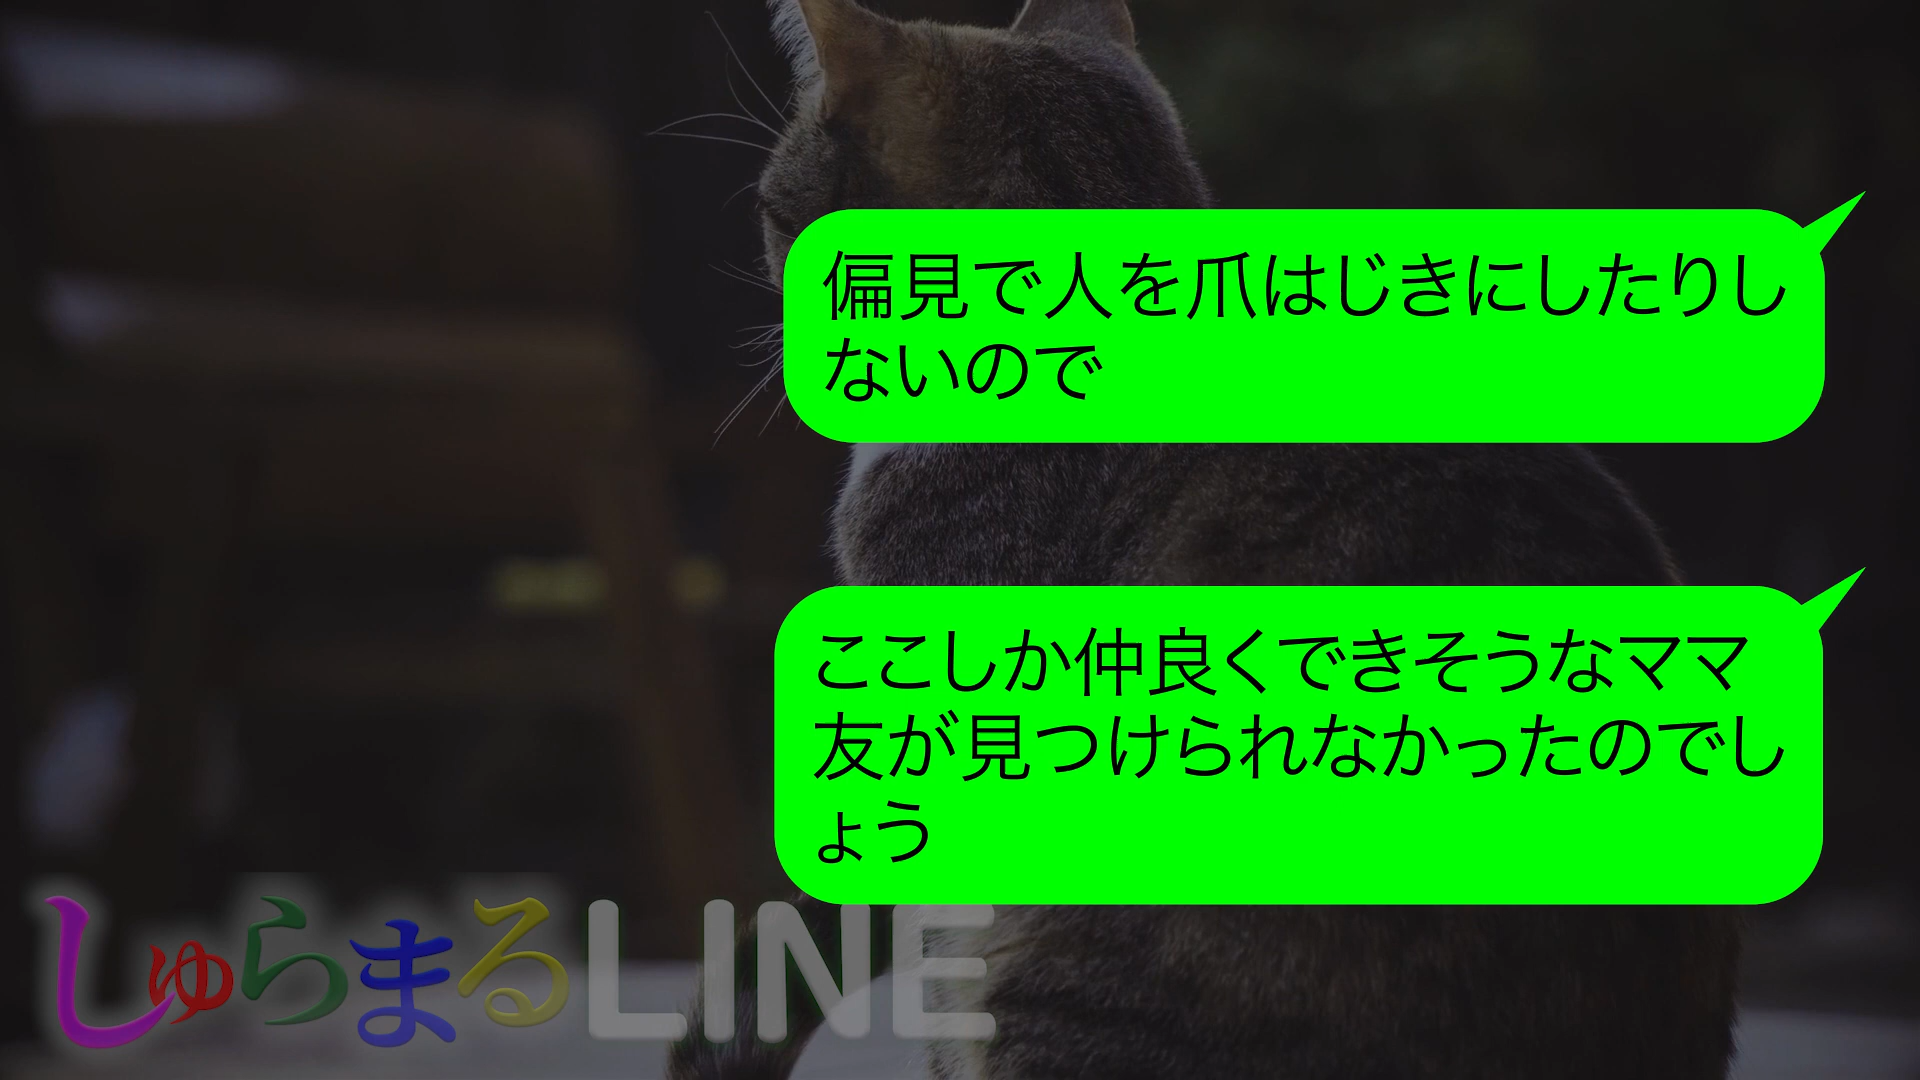 偏見で人を爪はじきにしたりし
ないので
ここしか仲良くできそうなママ
友が見つけられなかったのでし
ょう
しゅらまるLINE